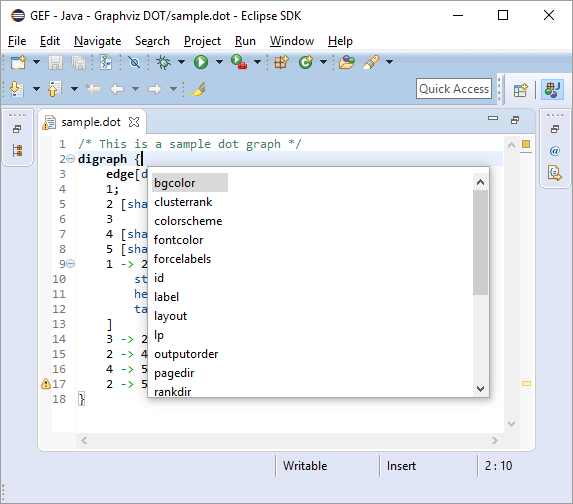 GEF - Java - Graphviz DOT/sample.dot - Eclipse SDK
File Edit Navigate Search Project Run Window Help
Quick Access
sample.dot
1 /* This is a sample dot graph */
2 digraph {
3 edge[d
4 1;
5 2 [sha
6 3
7 4 [sha
8 5 [sha
9 1 -> 2
10 st
11 he
12 ta
13 ]
14 3 -> 2
15 2 -> 4
16 4 -> 5
17 2 -> 5
18 }
bgcolor
clusterrank
colorscheme
fontcolor
forcelabels
id
label
layout
lp
outputorder
pagedir
rankdir
Writable Insert 2 : 10